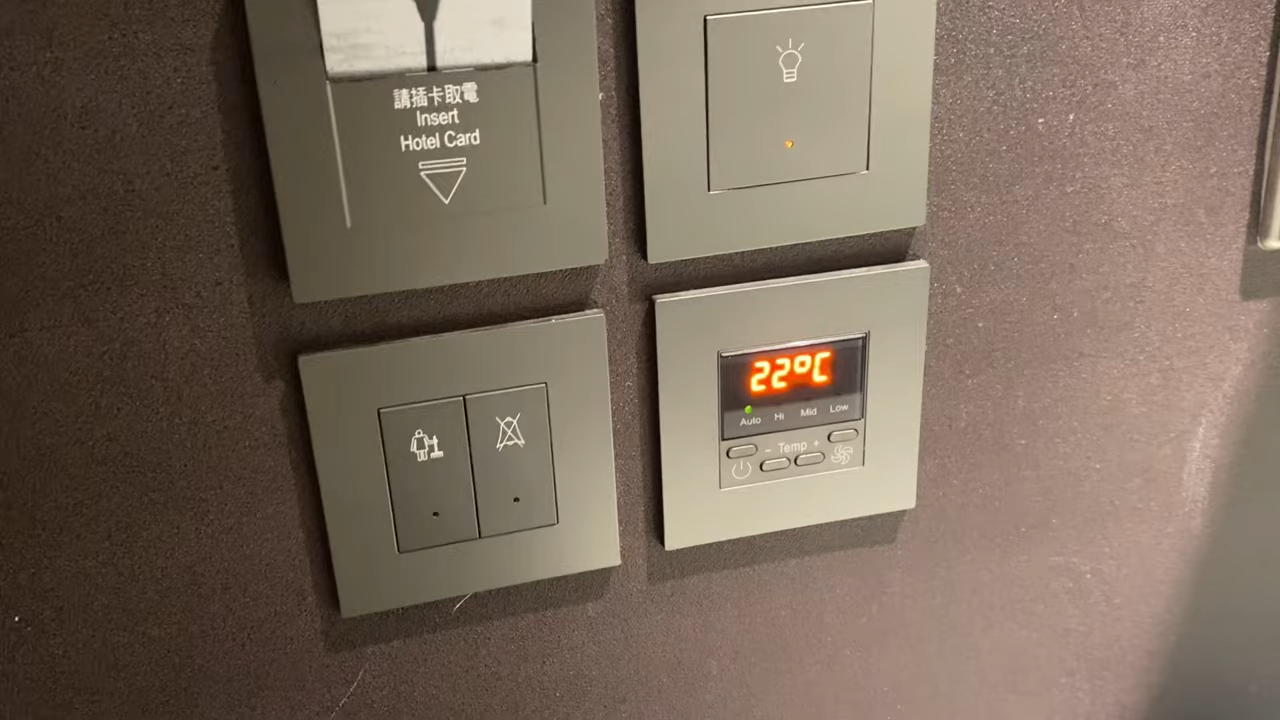 請插卡取電
Insert
Hotel Card
22°C
Auto Hi Mid Low
- Temp +